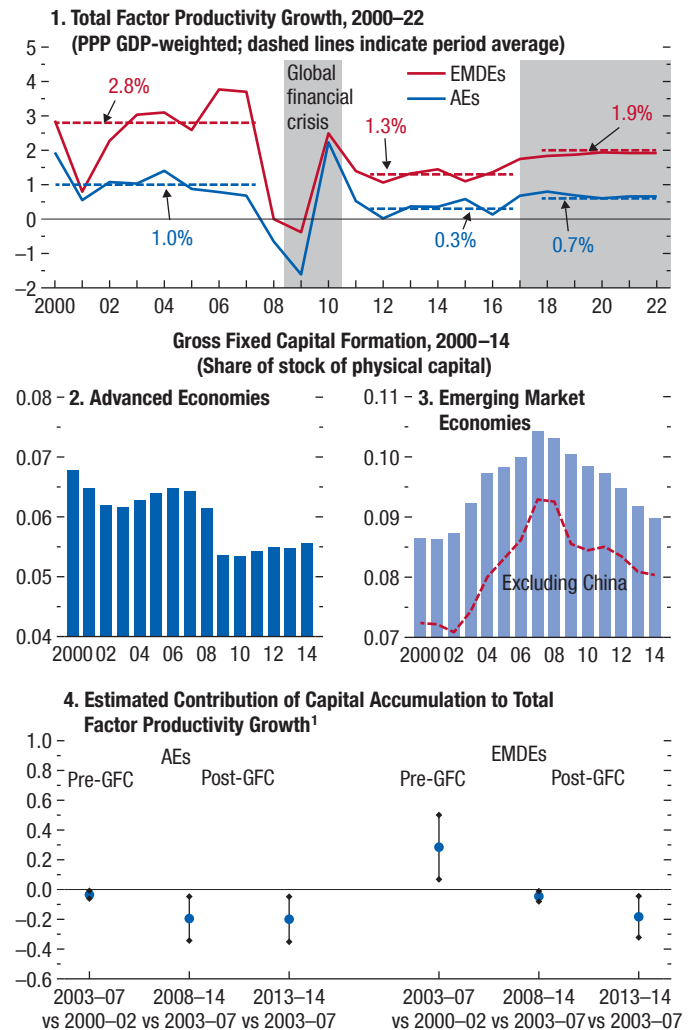 1. Total Factor Productivity Growth, 2000–22
(PPP GDP-weighted; dashed lines indicate period average)
5
4
3
2
1
0
–1
–2
Global
financial
crisis
EMDEs
AEs
2.8%
1.3%
1.9%
1.0%
0.3%
0.7%
2000 02 04 06 08 10 12 14 16 18 20 22
Gross Fixed Capital Formation, 2000–14
(Share of stock of physical capital)
2. Advanced Economies
0.08
0.07
0.06
0.05
0.04
2000 02 04 06 08 10 12 14
3. Emerging Market
Economies
0.11
0.10
0.09
0.08
0.07
Excluding China
2000 02 04 06 08 10 12 14
4. Estimated Contribution of Capital Accumulation to Total
Factor Productivity Growth¹
1.0
0.8
0.6
0.4
0.2
0.0
–0.2
–0.4
–0.6
AEs
EMDEs
Pre-GFC Post-GFC Pre-GFC Post-GFC
2003–07 2008–14 2013–14 2003–07 2008–14 2013–14
vs 2000–02 vs 2003–07 vs 2003–07 vs 2000–02 vs 2003–07 vs 2003–07